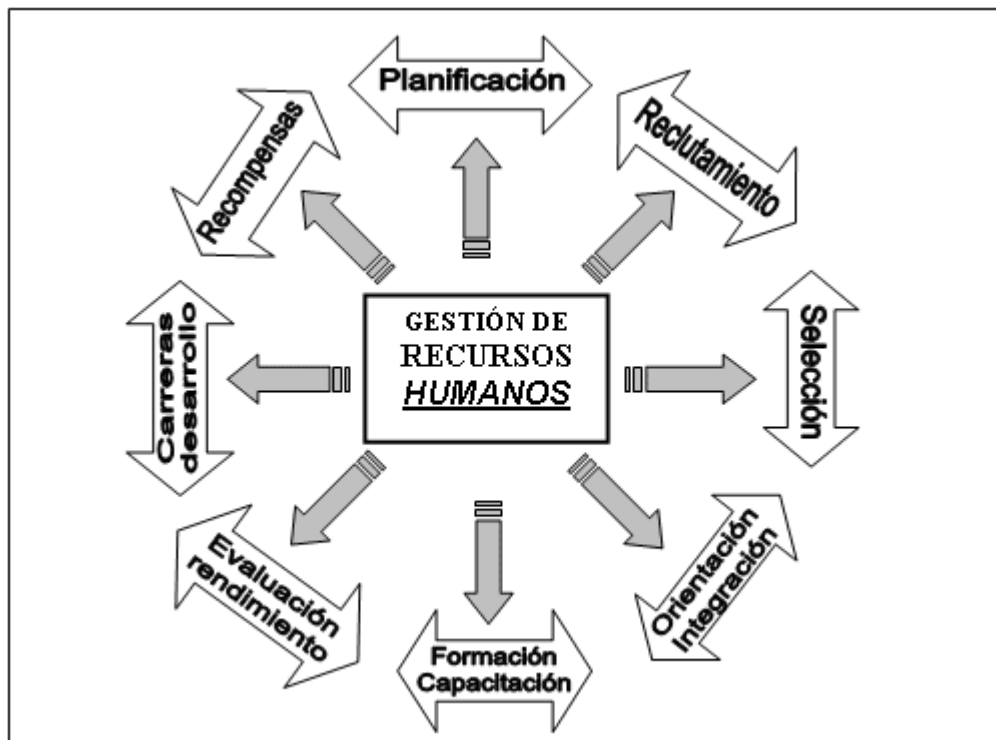 Planificación
Reclutamiento
Selección
Orientación
Integración
Formación
Capacitación
Evaluación
rendimiento
Carreras
desarrollo
Recompensas
GESTIÓN DE
RECURSOS
HUMANOS